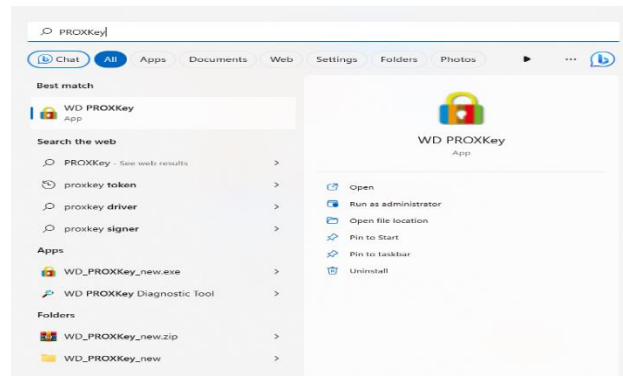 PROXKey
Chat All Apps Documents Web Settings Folders Photos ...
Best match
WD PROXKey
App
Search the web
PROXKey - See web results
proxkey token
proxkey driver
proxkey signer
Apps
WD_PROXKey_new.exe
WD PROXKey Diagnostic Tool
Folders
WD_PROXKey_new.zip
WD_PROXKey_new
WD PROXKey
App
Open
Run as administrator
Open file location
Pin to Start
Pin to taskbar
Uninstall